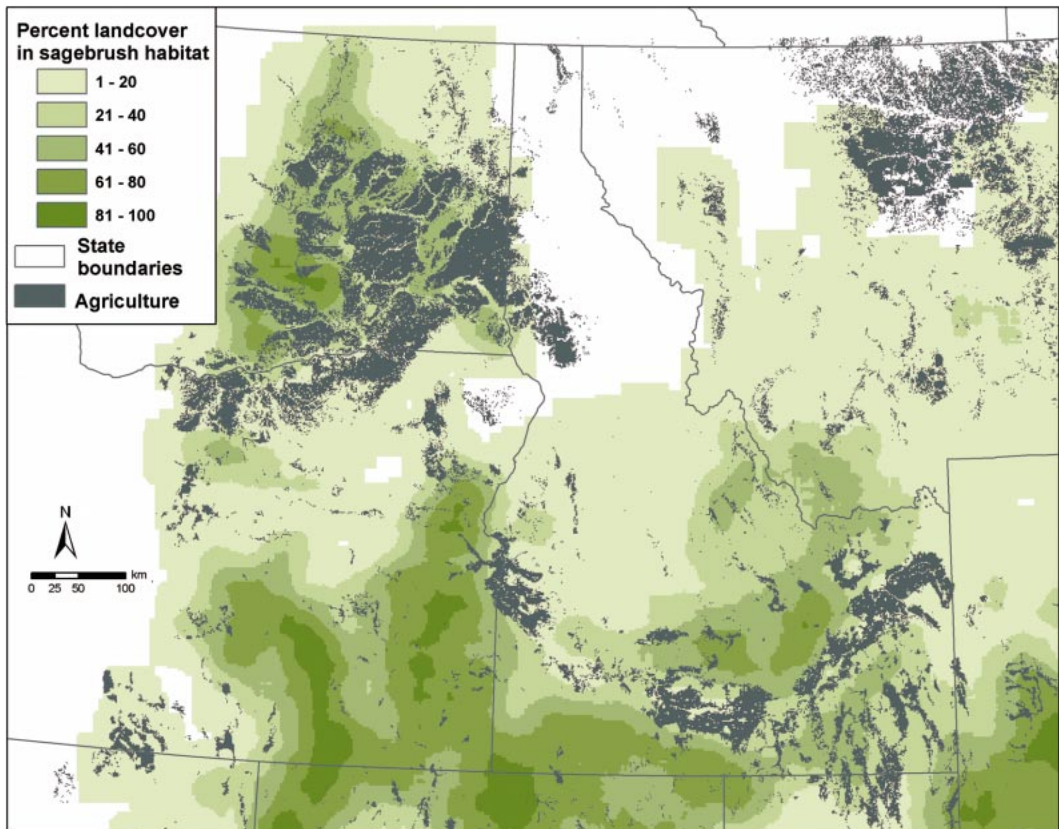 Percent landcover
in sagebrush habitat
1 - 20
21 - 40
41 - 60
61 - 80
81 - 100
State
boundaries
Agriculture
N
km
0 25 50 100